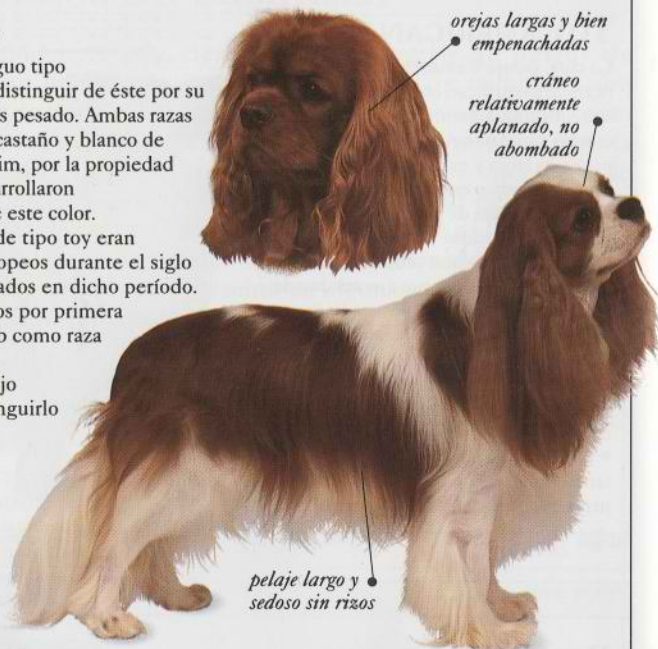 guo tipo
distinguir de éste por su
s pesado. Ambas razas
castaño y blanco de
im, por la propiedad
arrollaron
e este color.
de tipo toy eran
opeos durante el siglo
ados en dicho período.
os por primera
o como raza
jo
nguirlo
orejas largas y bien
empenachadas
cráneo
relativamente
aplanado, no
abombado
pelaje largo y
sedoso sin rizos